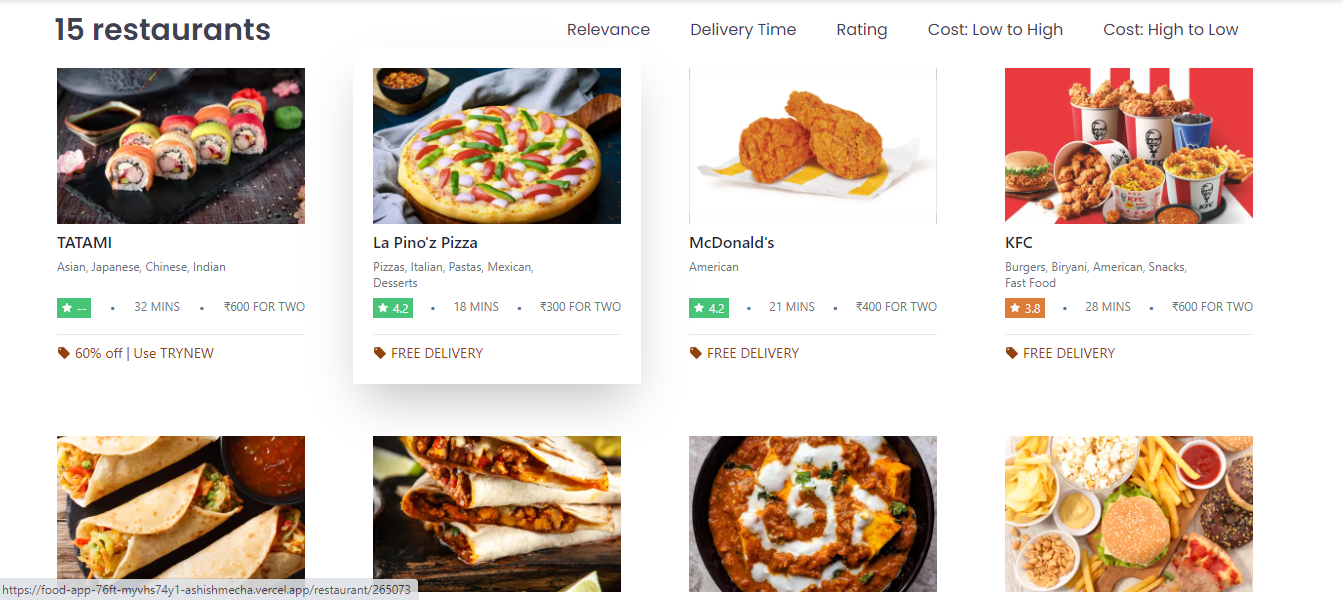 15 restaurants
Relevance
Delivery Time
Rating
Cost: Low to High
Cost: High to Low
TATAMI
Asian, Japanese, Chinese, Indian
★ --
•
32 MINS
•
₹600 FOR TWO
60% off | Use TRYNEW
La Pino'z Pizza
Pizzas, Italian, Pastas, Mexican,
Desserts
★ 4.2
•
18 MINS
•
₹300 FOR TWO
FREE DELIVERY
McDonald's
American
★ 4.2
•
21 MINS
•
₹400 FOR TWO
FREE DELIVERY
KFC
KFC
KFC
KFC
Burgers, Biryani, American, Snacks,
Fast Food
★ 3.8
•
28 MINS
•
₹600 FOR TWO
FREE DELIVERY
https://food-app-76ft-myvhs74y1-ashishmecha.vercel.app/restaurant/265073